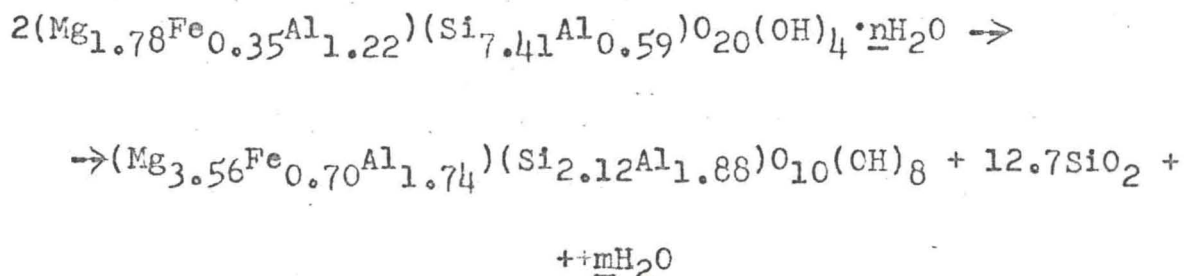 2(Mg1.78Fe0.35Al1.22)(Si7.41Al0.59)O20(OH)4·nH2O →
→(Mg3.56Fe0.70Al1.74)(Si2.12Al1.88)O10(OH)8 + 12.7SiO2 +
++mH2O